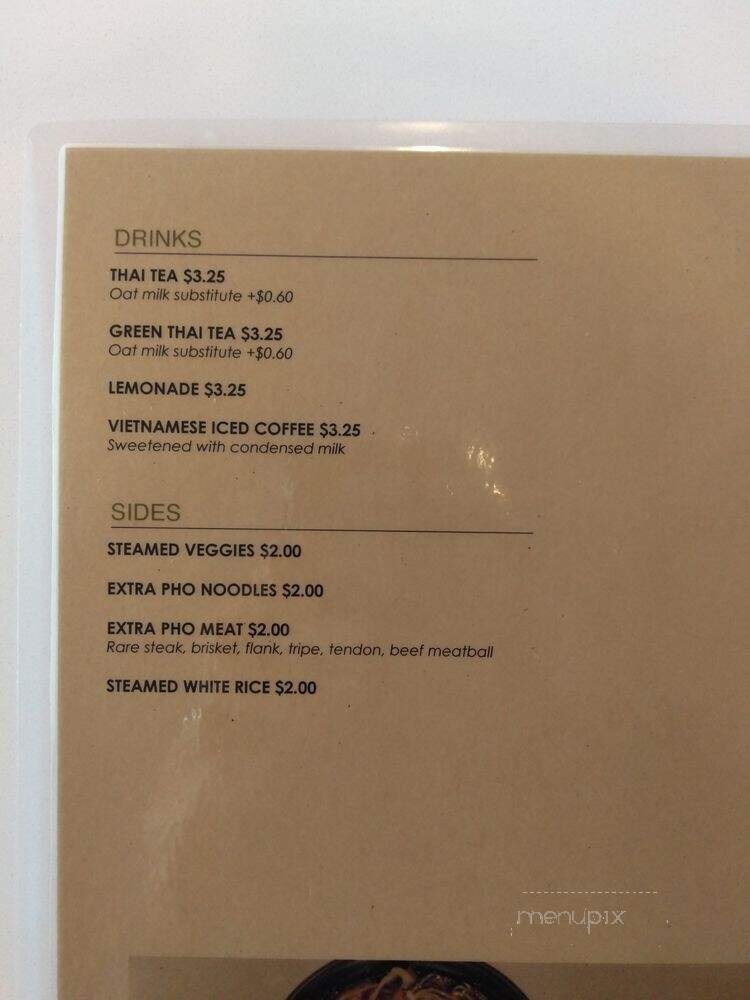 DRINKS
THAI TEA $3.25
Oat milk substitute +$0.60
GREEN THAI TEA $3.25
Oat milk substitute +$0.60
LEMONADE $3.25
VIETNAMESE ICED COFFEE $3.25
Sweetened with condensed milk
SIDES
STEAMED VEGGIES $2.00
EXTRA PHO NOODLES $2.00
EXTRA PHO MEAT $2.00
Rare steak, brisket, flank, tripe, tendon, beef meatball
STEAMED WHITE RICE $2.00
menupix